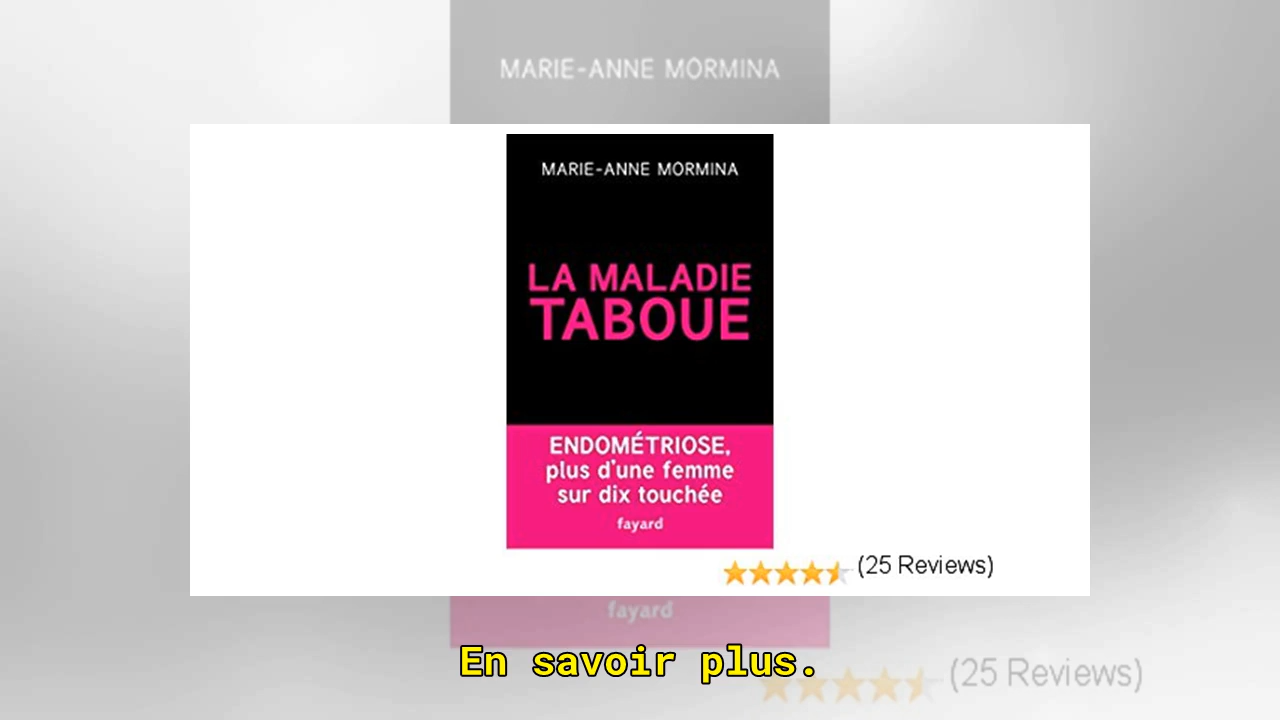 MARIE-ANNE MORMINA
MARIE-ANNE MORMINA
LA MALADIE
TABOUE
ENDOMÉTRIOSE,
plus d'une femme
sur dix touchée
fayard
(25 Reviews)
fayard
En savoir plus.
(25 Reviews)